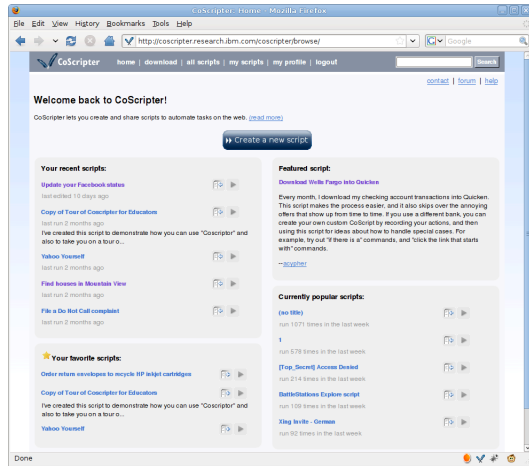 CoScripter: Home - Mozilla Firefox
File Edit View History Bookmarks Tools Help
http://coscripter.research.ibm.com/coscripter/browse/
Google
CoScripter home | download | all scripts | my scripts | my profile | logout
Search
contact | forum | help
Welcome back to CoScripter!
CoScripter lets you create and share scripts to automate tasks on the web. (read more)
Create a new script
Your recent scripts:
Update your Facebook status
last edited 10 days ago
Copy of Tour of Coscripter for Educators
last run 2 months ago
I've created this script to demonstrate how you can use "Coscriptor" and
also to take you on a tour o...
Yahoo Yourself
last run 2 months ago
Find houses in Mountain View
last run 2 months ago
File a Do Not Call complaint
last run 2 months ago
Your favorite scripts:
Order return envelopes to recycle HP inkjet cartridges
Copy of Tour of Coscripter for Educators
I've created this script to demonstrate how you can use "Coscriptor" and
also to take you on a tour o...
Yahoo Yourself
Featured script:
Download Wells Fargo into Quicken
Every month, I download my checking account transactions into Quicken.
This script makes the process easier, and it also skips over the annoying
offers that show up from time to time. If you use a different bank, you can
create your own custom CoScript by recording your actions, and then
using this script for ideas about how to handle special cases. For
example, try out "if there is a" commands, and "click the link that starts
with" commands.
--acypher
Currently popular scripts:
(no title)
run 1071 times in the last week
1
run 578 times in the last week
[Top_Secret] Access Denied
run 214 times in the last week
BattleStations Explore script
run 108 times in the last week
Xing Invite - German
run 92 times in the last week
Done